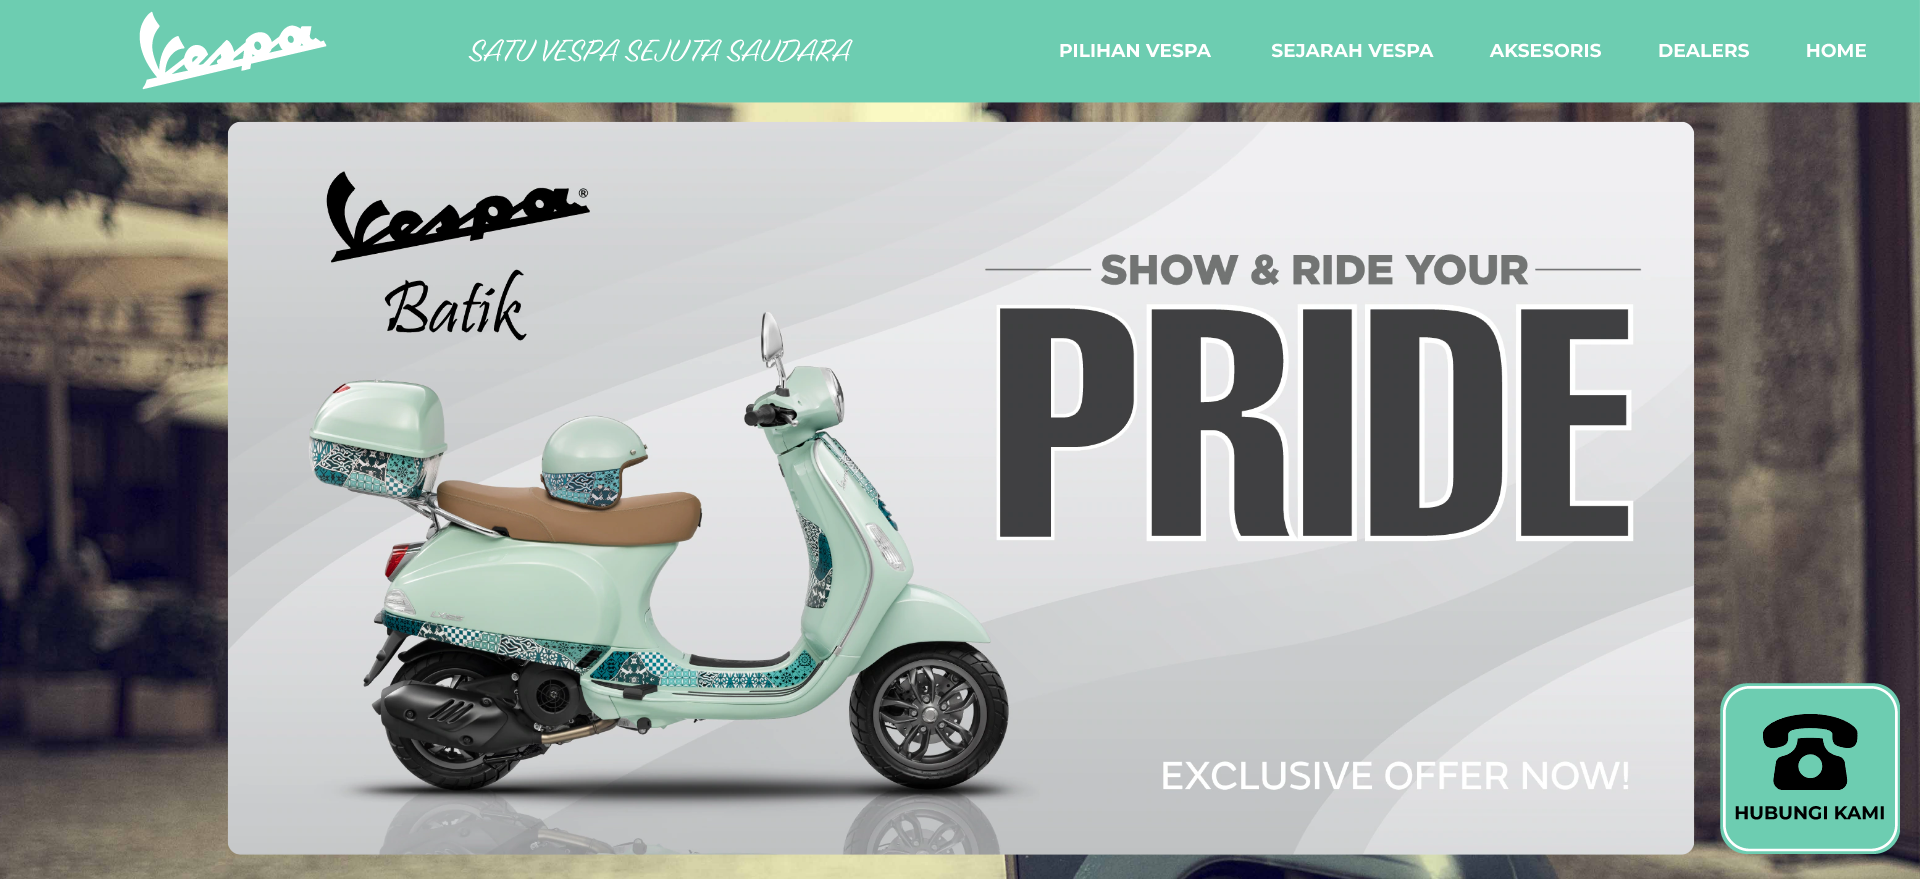 Vespa
SATU VESPA SEJUTA SAUDARA
PILIHAN VESPA
SEJARAH VESPA
AKSESORIS
DEALERS
HOME
Vespa®
Batik
SHOW & RIDE YOUR
PRIDE
EXCLUSIVE OFFER NOW!
HUBUNGI KAMI